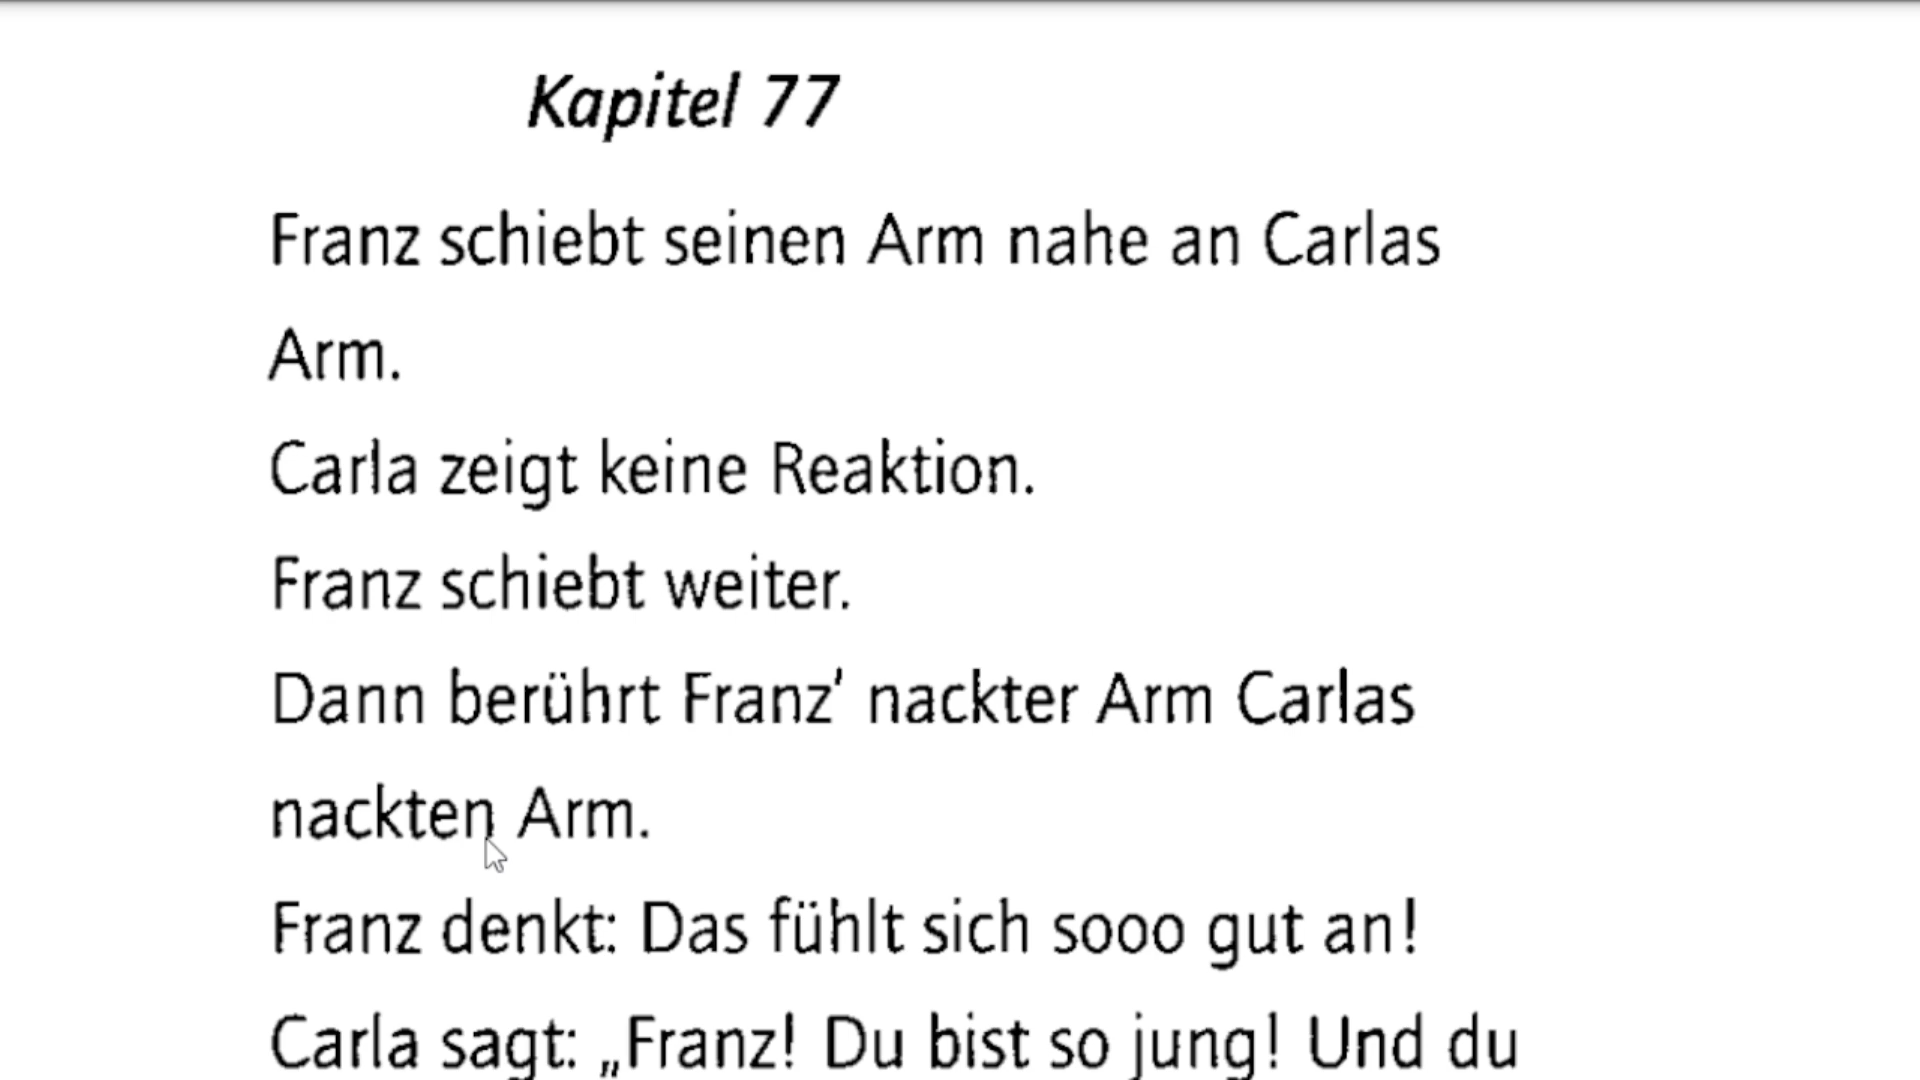 Kapitel 77
Franz schiebt seinen Arm nahe an Carlas
Arm.
Carla zeigt keine Reaktion.
Franz schiebt weiter.
Dann berührt Franz’ nackter Arm Carlas
nackten Arm.
Franz denkt: Das fühlt sich sooo gut an!
Carla sagt: „Franz! Du bist so jung! Und du